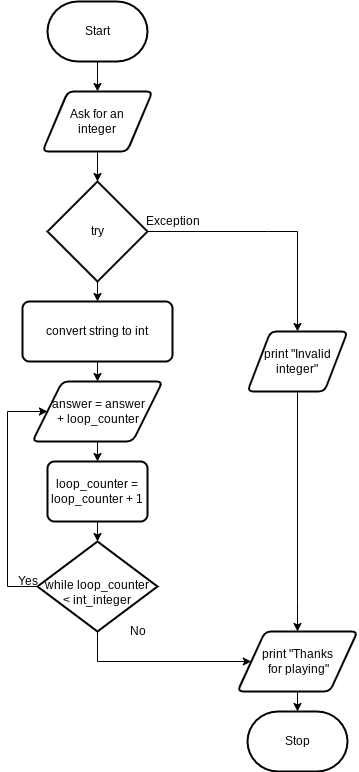 Start
Ask for an
integer
try
Exception
convert string to int
print "Invalid
integer"
answer = answer
+ loop_counter
loop_counter =
loop_counter + 1
Yes
while loop_counter
< int_integer
No
print "Thanks
for playing"
Stop